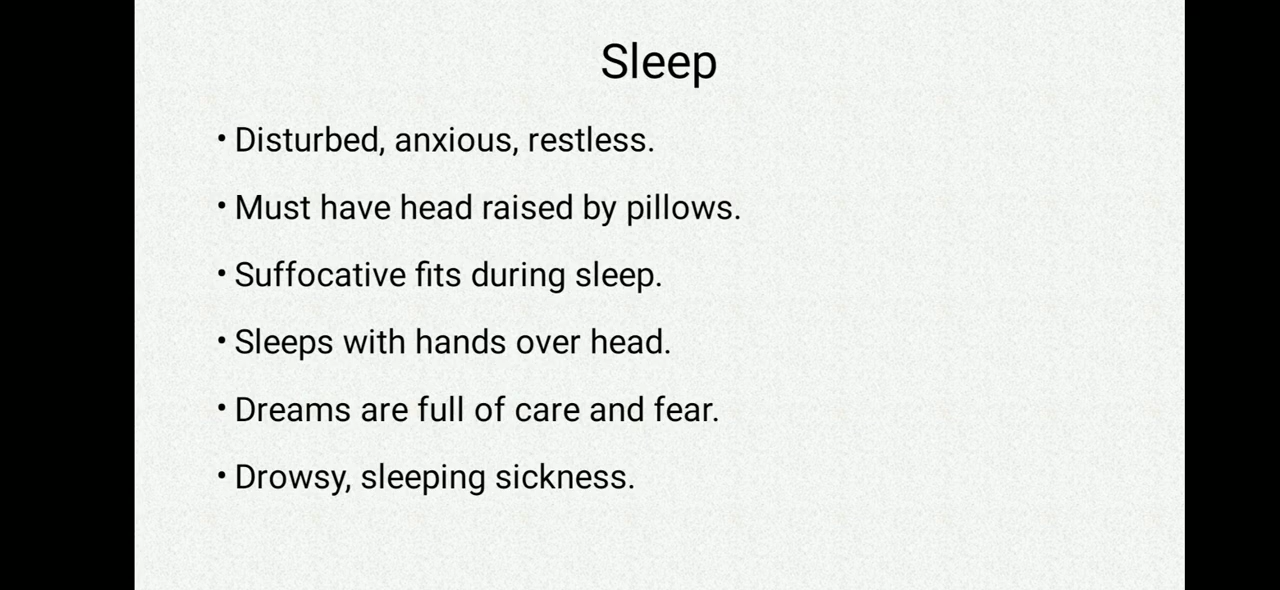 Sleep
• Disturbed, anxious, restless.
• Must have head raised by pillows.
• Suffocative fits during sleep.
• Sleeps with hands over head.
• Dreams are full of care and fear.
• Drowsy, sleeping sickness.